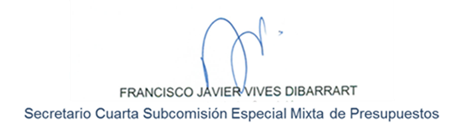 FRANCISCO JAVIER VIVES DIBARRART
Secretario Cuarta Subcomisión Especial Mixta de Presupuestos